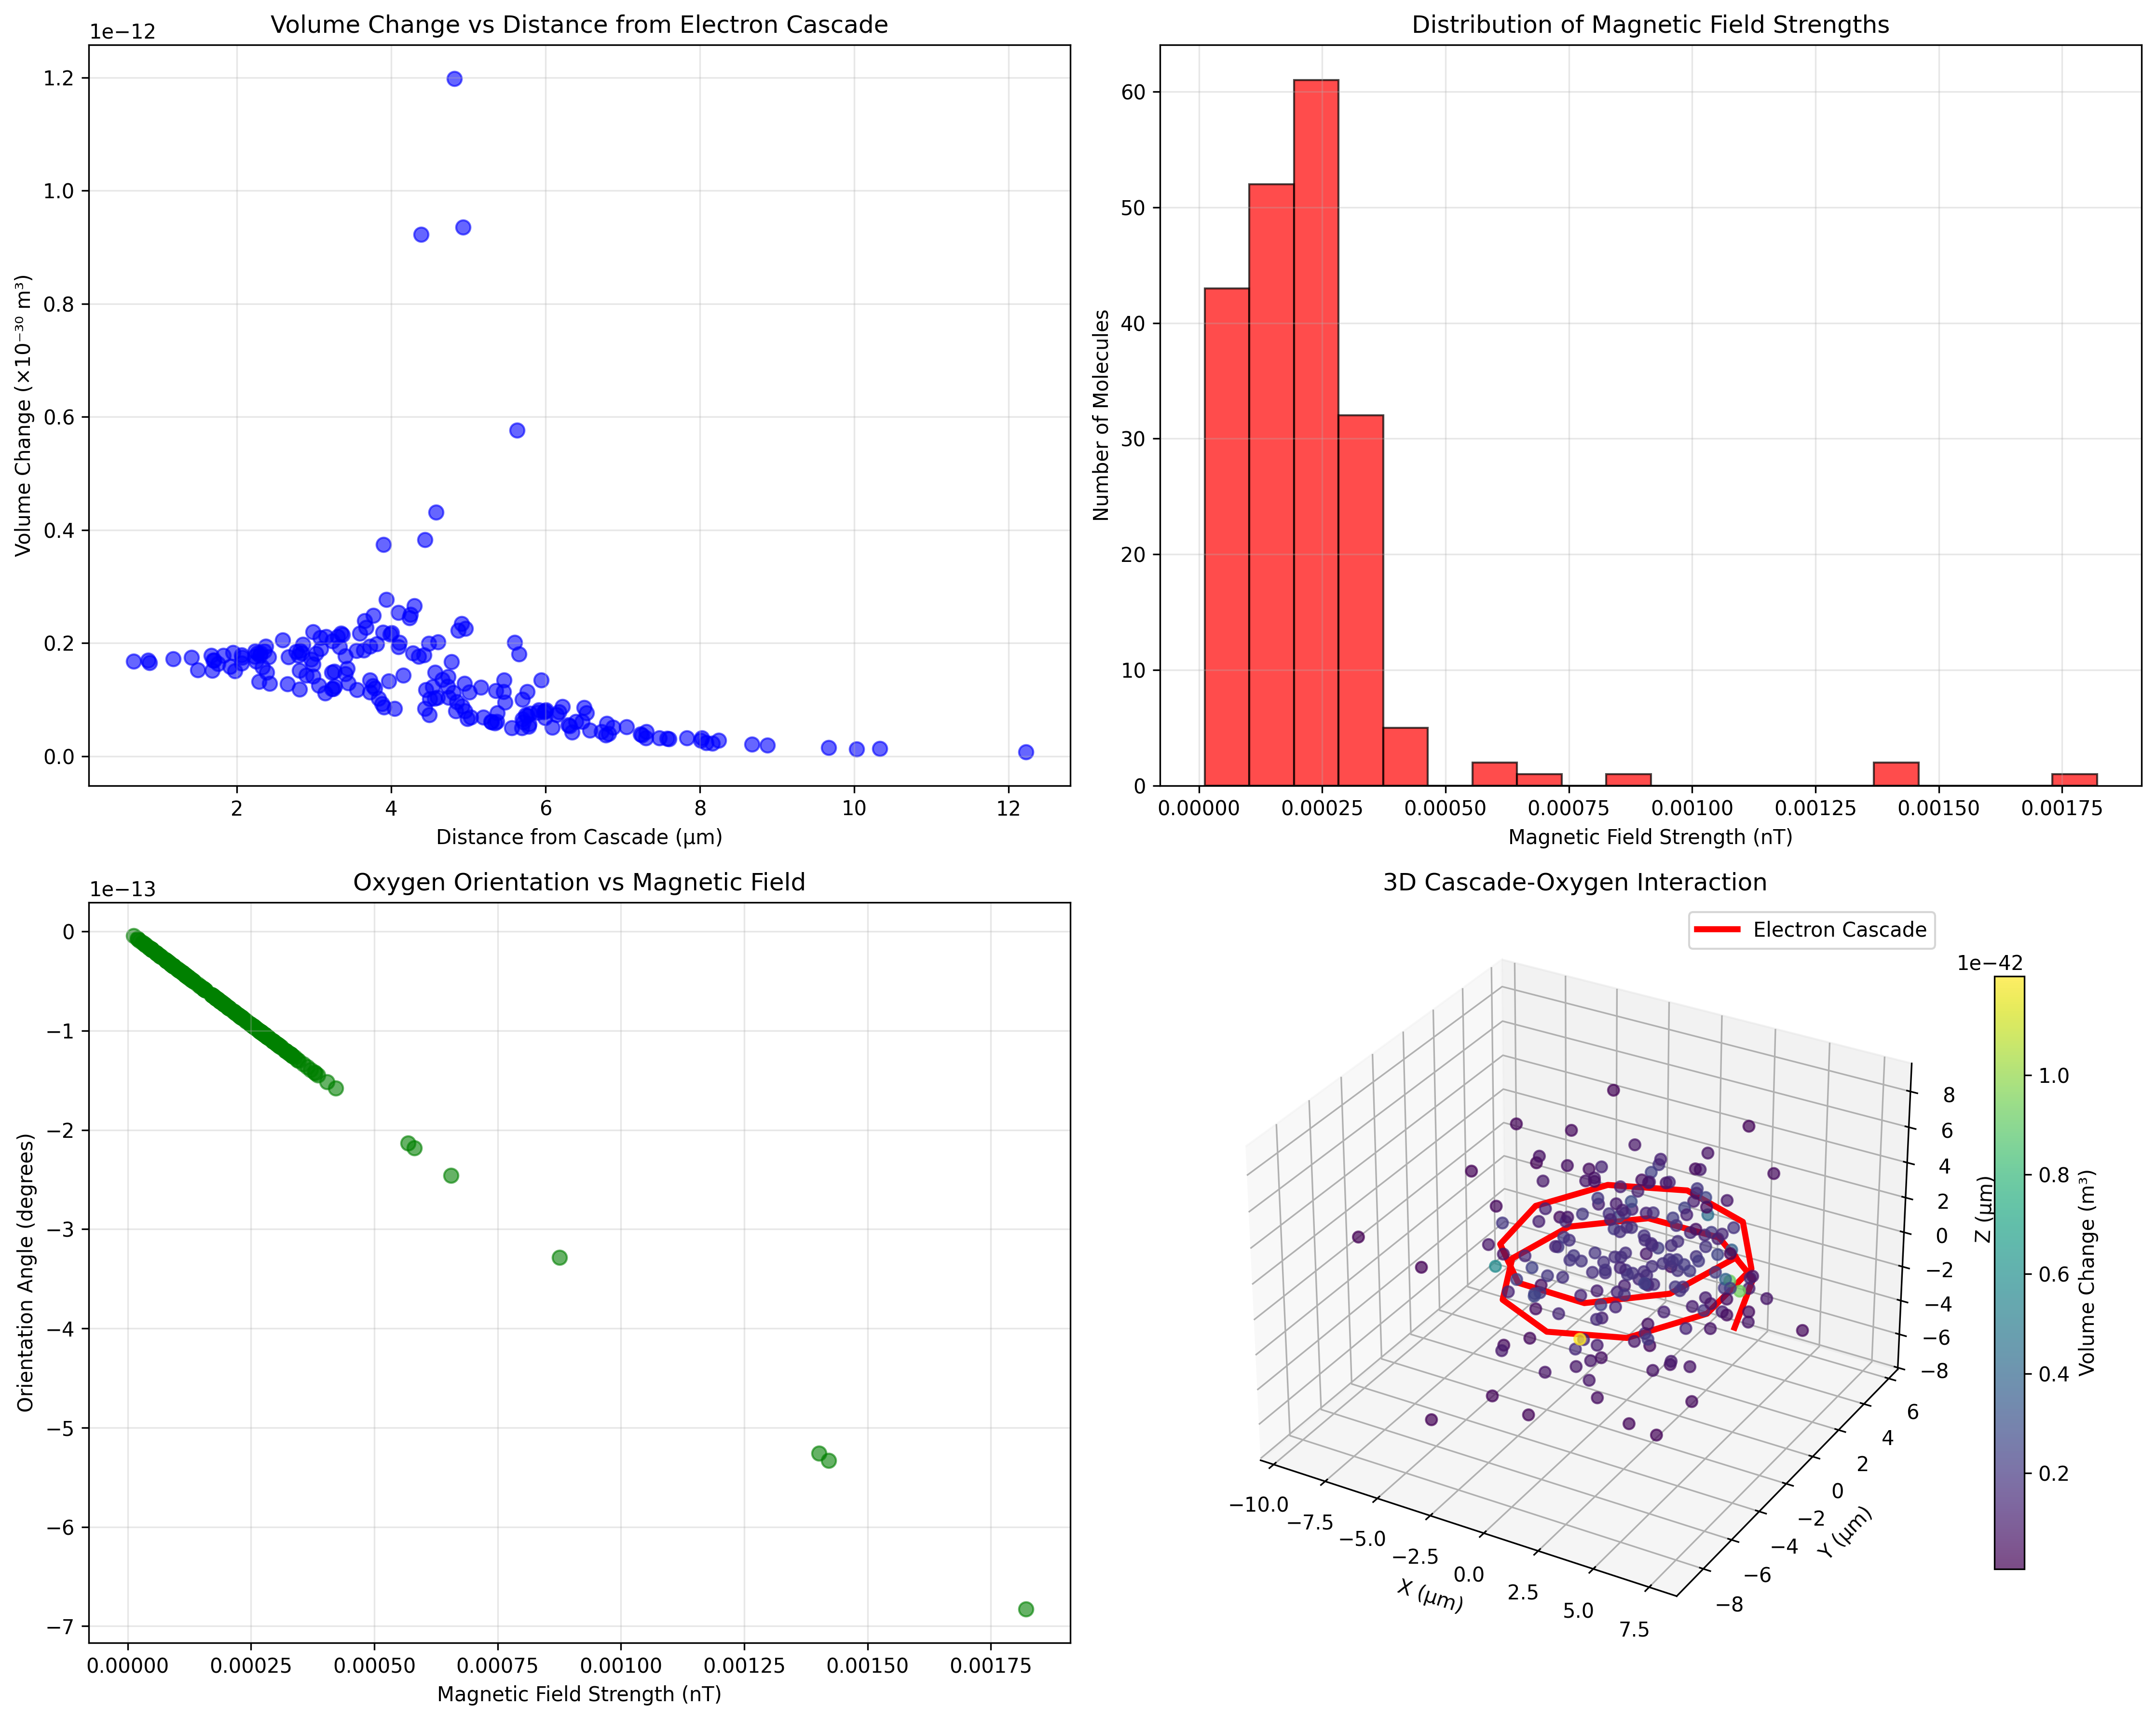 Volume Change vs Distance from Electron Cascade
1e−12
1.2
1.0
0.8
0.6
0.4
0.2
0.0
Volume Change (×10⁻³⁰ m³)
2 4 6 8 10 12
Distance from Cascade (μm)
Distribution of Magnetic Field Strengths
60
50
40
30
20
10
0
Number of Molecules
0.00000 0.00025 0.00050 0.00075 0.00100 0.00125 0.00150 0.00175
Magnetic Field Strength (nT)
Oxygen Orientation vs Magnetic Field
1e−13
0
−1
−2
−3
−4
−5
−6
−7
Orientation Angle (degrees)
0.00000 0.00025 0.00050 0.00075 0.00100 0.00125 0.00150 0.00175
Magnetic Field Strength (nT)
3D Cascade-Oxygen Interaction
Electron Cascade
−10.0
−7.5
−5.0
−2.5
0.0
2.5
5.0
7.5
X (μm)
−8
−6
−4
−2
0
2
4
6
Y (μm)
8
6
4
2
0
−2
−4
−6
−8
Z (μm)
1e−42
1.0
0.8
0.6
0.4
0.2
Volume Change (m³)